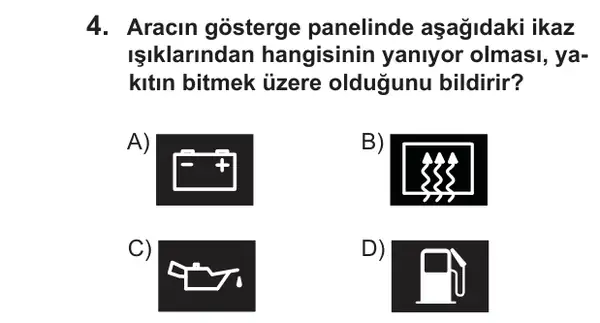 4. Aracın gösterge panelinde aşağıdaki ikaz
ışıklarından hangisinin yanıyor olması, ya-
kıtın bitmek üzere olduğunu bildirir?
A)
B)
C)
D)